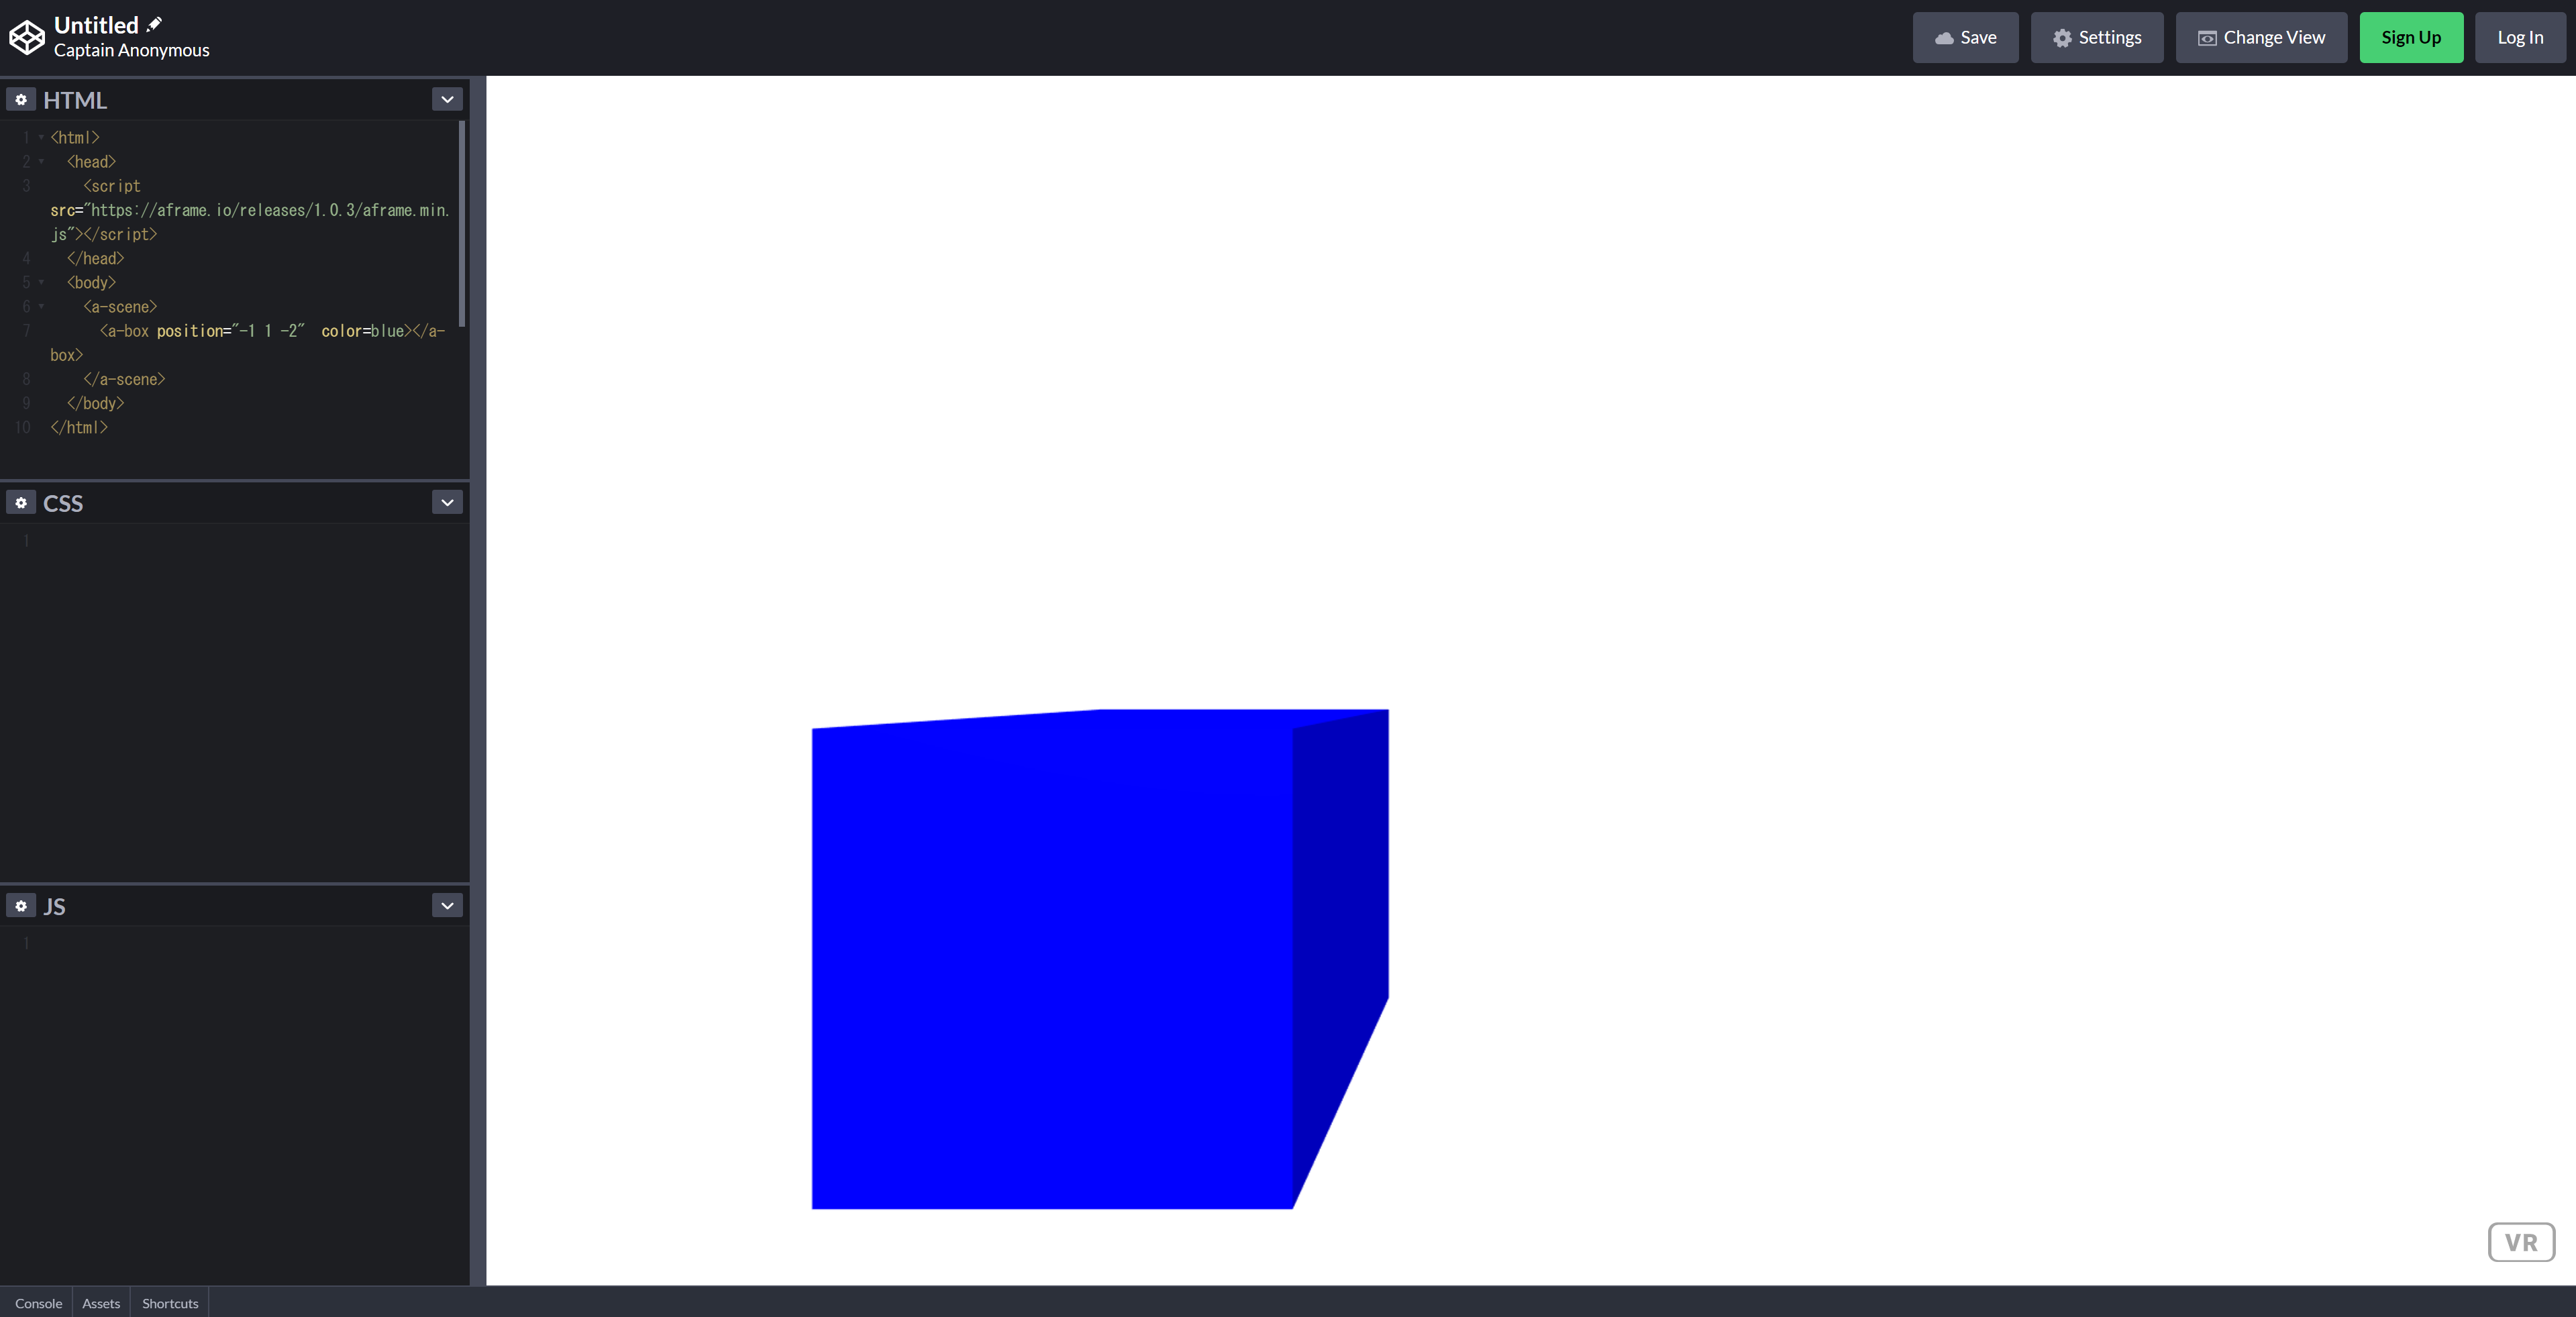 Untitled
Captain Anonymous
Save
Settings
Change View
Sign Up
Log In
HTML
1 <html>
2 <head>
3 <script
src="https://aframe.io/releases/1.0.3/aframe.min.
js"></script>
4 </head>
5 <body>
6 <a-scene>
7 <a-box position="-1 1 -2"  color=blue></a-
box>
8 </a-scene>
9 </body>
10 </html>
CSS
1
JS
1
VR
Console
Assets
Shortcuts